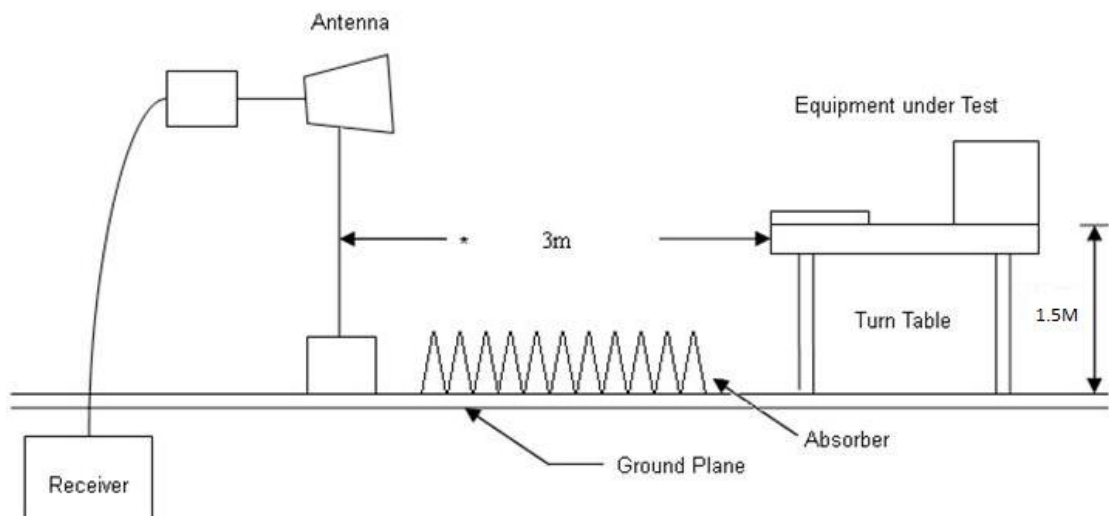 Antenna
Equipment under Test
* 3m
Turn Table
1.5M
Absorber
Ground Plane
Receiver